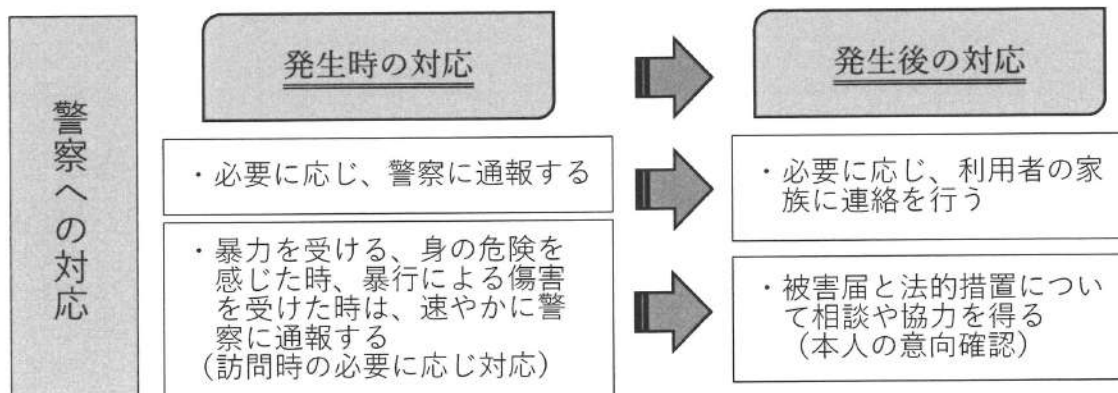 警察への対応
発生時の対応
発生後の対応
・必要に応じ、警察に通報する
・必要に応じ、利用者の家
族に連絡を行う
・暴力を受ける、身の危険を
感じた時、暴行による傷害
を受けた時は、速やかに警
察に通報する
（訪問時の必要に応じ対応）
・被害届と法的措置につい
て相談や協力を得る
（本人の意向確認）